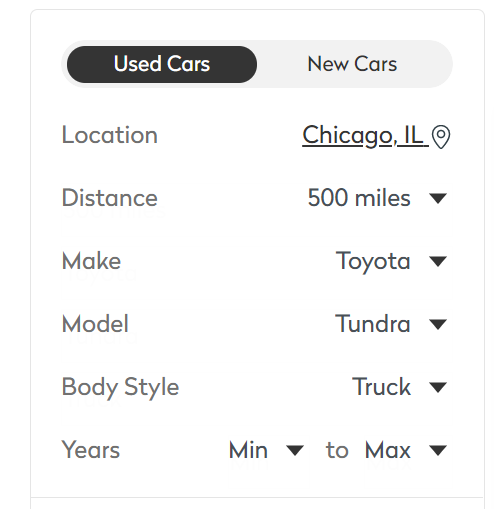 Used Cars New Cars
Location Chicago, IL
Distance 500 miles
Make Toyota
Model Tundra
Body Style Truck
Years Min to Max